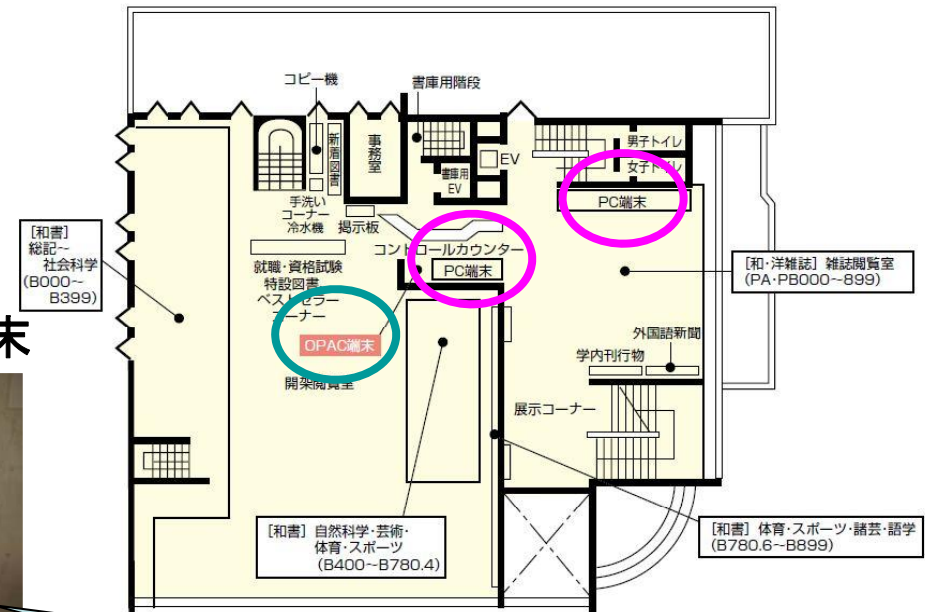 コピー機
書庫用階段
新着図書
事務室
男子トイレ
女子トイレ
EV
書庫用
EV
PC端末
手洗い
コーナー
冷水機
掲示板
コントロールカウンター
PC端末
[和書]
総記～
社会科学
(B000～
B399)
就職・資格試験
特設図書
ベストセラー
コーナー
[和・洋雑誌] 雑誌閲覧室
(PA・PB000～899)
末
OPAC端末
外国語新聞
学内刊行物
開架閲覧室
展示コーナー
[和書] 自然科学・芸術・
体育・スポーツ
(B400～B780.4)
[和書] 体育・スポーツ・諸芸・語学
(B780.6～B899)